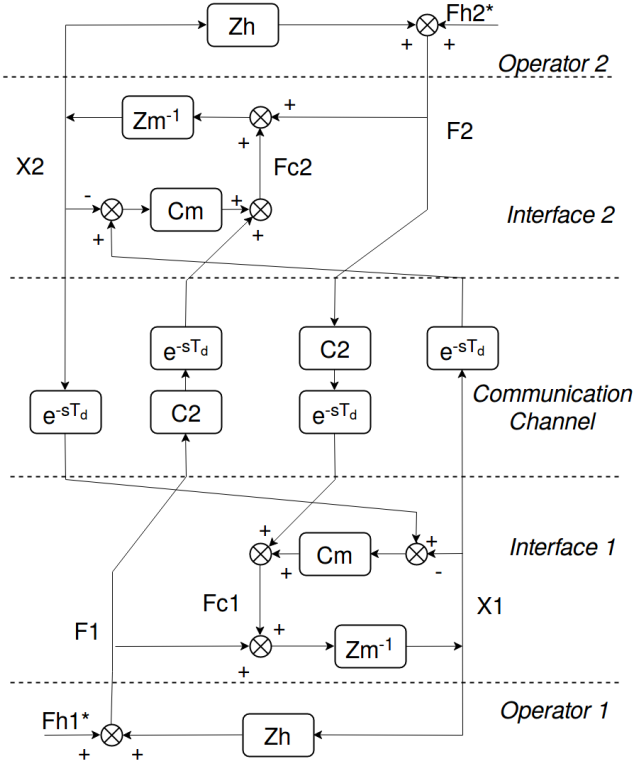 Zh
Fh2*
+ +
Operator 2
Zm-1
+
+
F2
X2
Fc2
-
+
Cm
+
+
Interface 2
e-sTd
C2
e-sTd
e-sTd
C2
e-sTd
Communication
Channel
+
+
Cm
+
-
Interface 1
Fc1
X1
F1
+
+
Zm-1
Fh1*
+ +
Zh
Operator 1